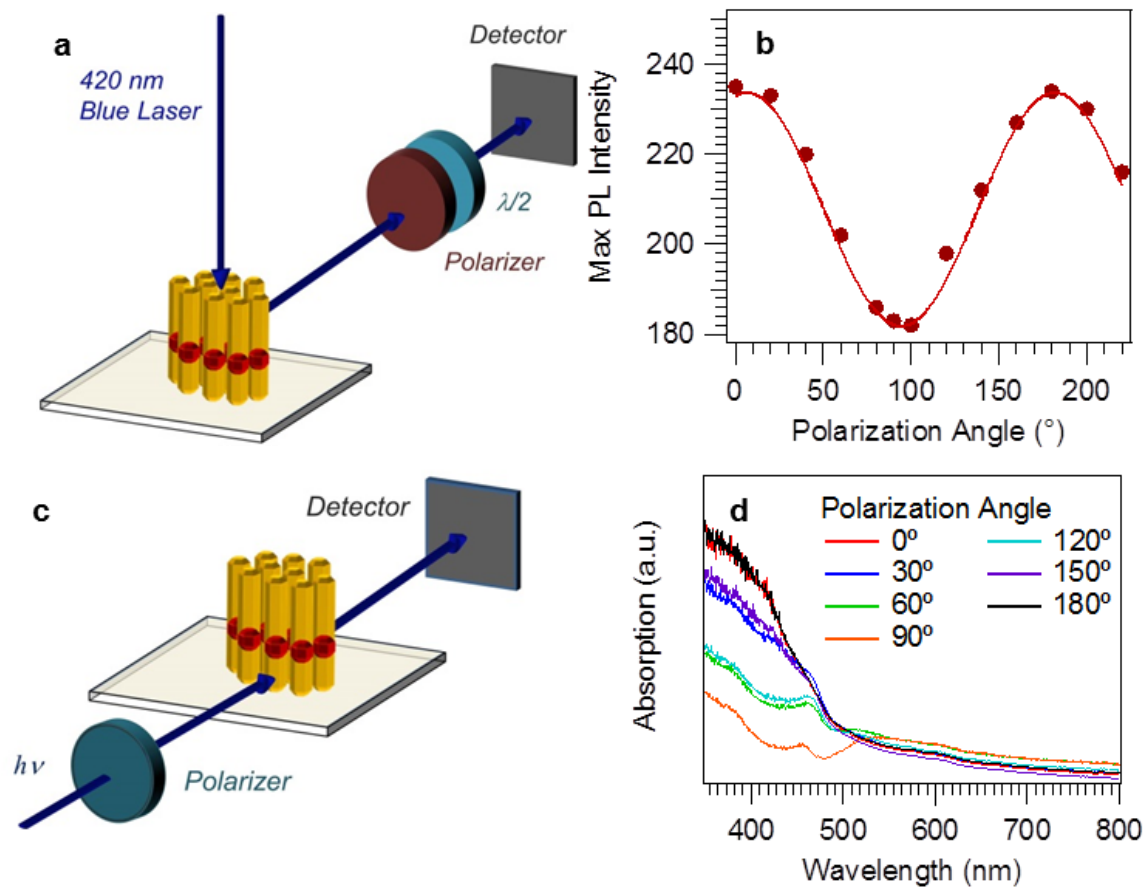 a
420 nm
Blue Laser
Detector
λ/2
Polarizer
b
Max PL Intensity
240
220
200
180
0
50
100
150
200
Polarization Angle (°)
c
Detector
hν
Polarizer
d
Polarization Angle
0º
30º
60º
90º
120º
150º
180º
Absorption (a.u.)
400
500
600
700
800
Wavelength (nm)